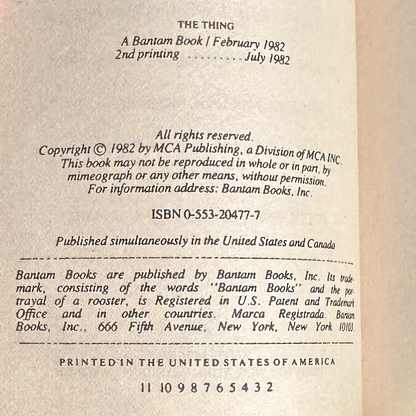 THE THING
A Bantam Book / February 1982
2nd printing ......... July 1982
All rights reserved.
Copyright © 1982 by MCA Publishing, a Division of MCA INC.
This book may not be reproduced in whole or in part, by
mimeograph or any other means, without permission.
For information address: Bantam Books, Inc.
ISBN 0-553-20477-7
Published simultaneously in the United States and Canada
Bantam Books are published by Bantam Books, Inc. Its trade-
mark, consisting of the words "Bantam Books" and the por-
trayal of a rooster, is Registered in U.S. Patent and Trademark
Office and in other countries. Marca Registrada. Bantam
Books, Inc., 666 Fifth Avenue, New York, New York 10103.
PRINTED IN THE UNITED STATES OF AMERICA
11 10 9 8 7 6 5 4 3 2